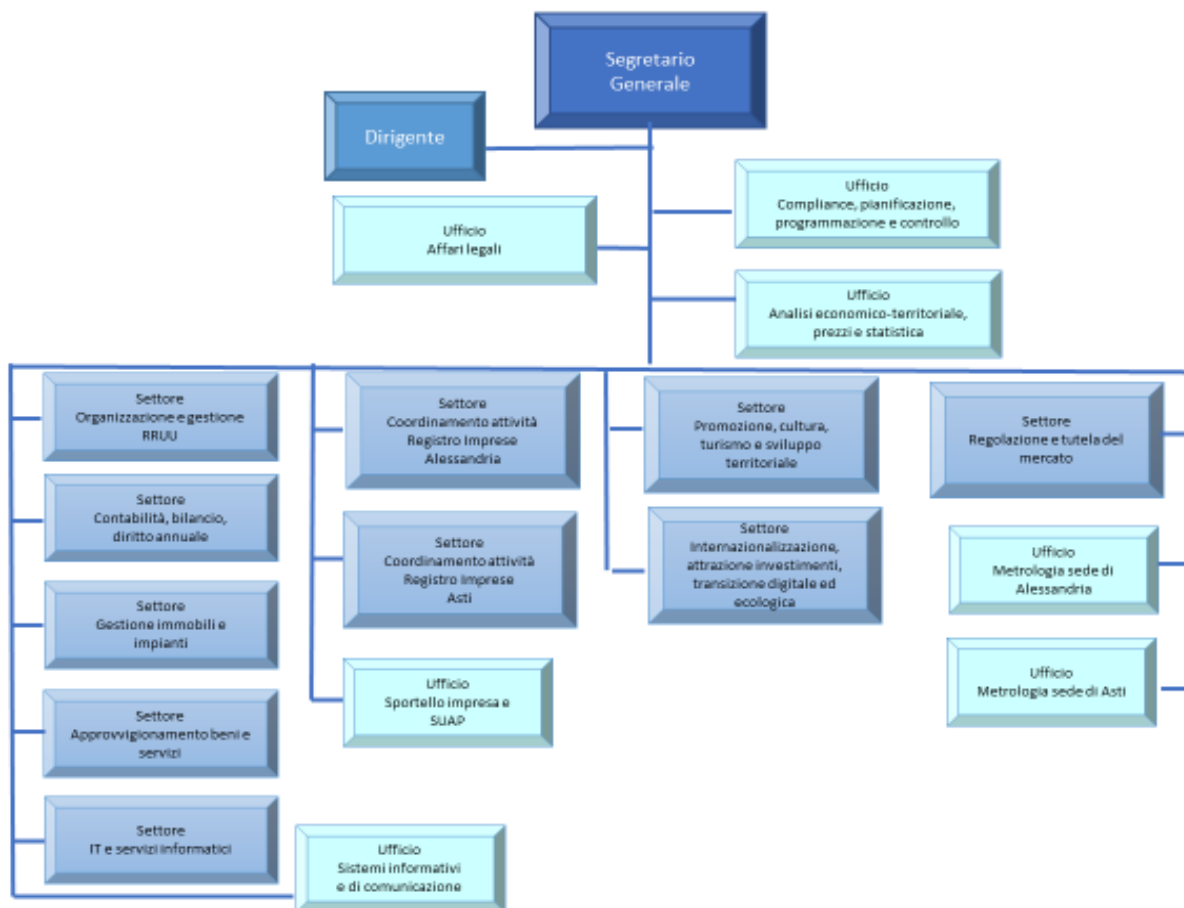 Segretario
Generale
Dirigente
Ufficio
Compliance, pianificazione,
programmazione e controllo
Ufficio
Affari legali
Ufficio
Analisi economico-territoriale,
prezzi e statistica
Settore
Organizzazione e gestione
RRUU
Settore
Contabilità, bilancio,
diritto annuale
Settore
Gestione immobili e
impianti
Settore
Approvvigionamento beni e
servizi
Settore
IT e servizi informatici
Settore
Coordinamento attività
Registro Imprese
Alessandria
Settore
Coordinamento attività
Registro Imprese
Asti
Ufficio
Sportello impresa e
SUAP
Ufficio
Sistemi informativi
e di comunicazione
Settore
Promozione, cultura,
turismo e sviluppo
territoriale
Settore
Internazionalizzazione,
attrazione investimenti,
transizione digitale ed
ecologica
Settore
Regolazione e tutela del
mercato
Ufficio
Metrologia sede di
Alessandria
Ufficio
Metrologia sede di Asti